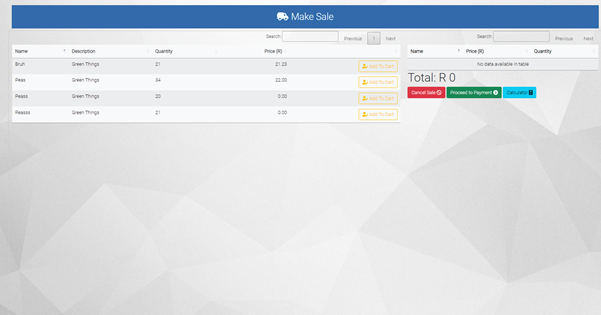 Make Sale
Search: Previous 1 Next
Name Description Quantity Price (R)
Bruh Green Things 21 21.23 Add To Cart
Peas Green Things 34 22.00 Add To Cart
Peass Green Things 20 0.00 Add To Cart
Peasss Green Things 21 0.00 Add To Cart
Search: Previous Next
Name Price (R) Quantity
No data available in table
Total: R 0
Cancel Sale Proceed to Payment Calculator